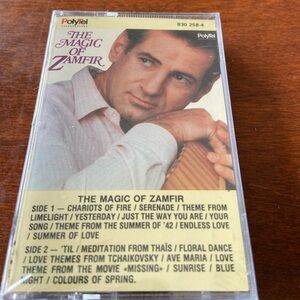 PolyTel
830 258-4
THE
MAGIC
OF
ZAMFIR
PolyTel
THE MAGIC OF ZAMFIR
SIDE 1 — CHARIOTS OF FIRE / SERENADE / THEME FROM
LIMELIGHT / YESTERDAY / JUST THE WAY YOU ARE / YOUR
SONG / THEME FROM THE SUMMER OF '42 / ENDLESS LOVE
/ SUMMER OF LOVE
SIDE 2 — 'TIL / MEDITATION FROM THAÏS / FLORAL DANCE
/ LOVE THEMES FROM TCHAIKOVSKY / AVE MARIA / LOVE
THEME FROM THE MOVIE «MISSING» / SUNRISE / BLUE
NIGHT / COLOURS OF SPRING.